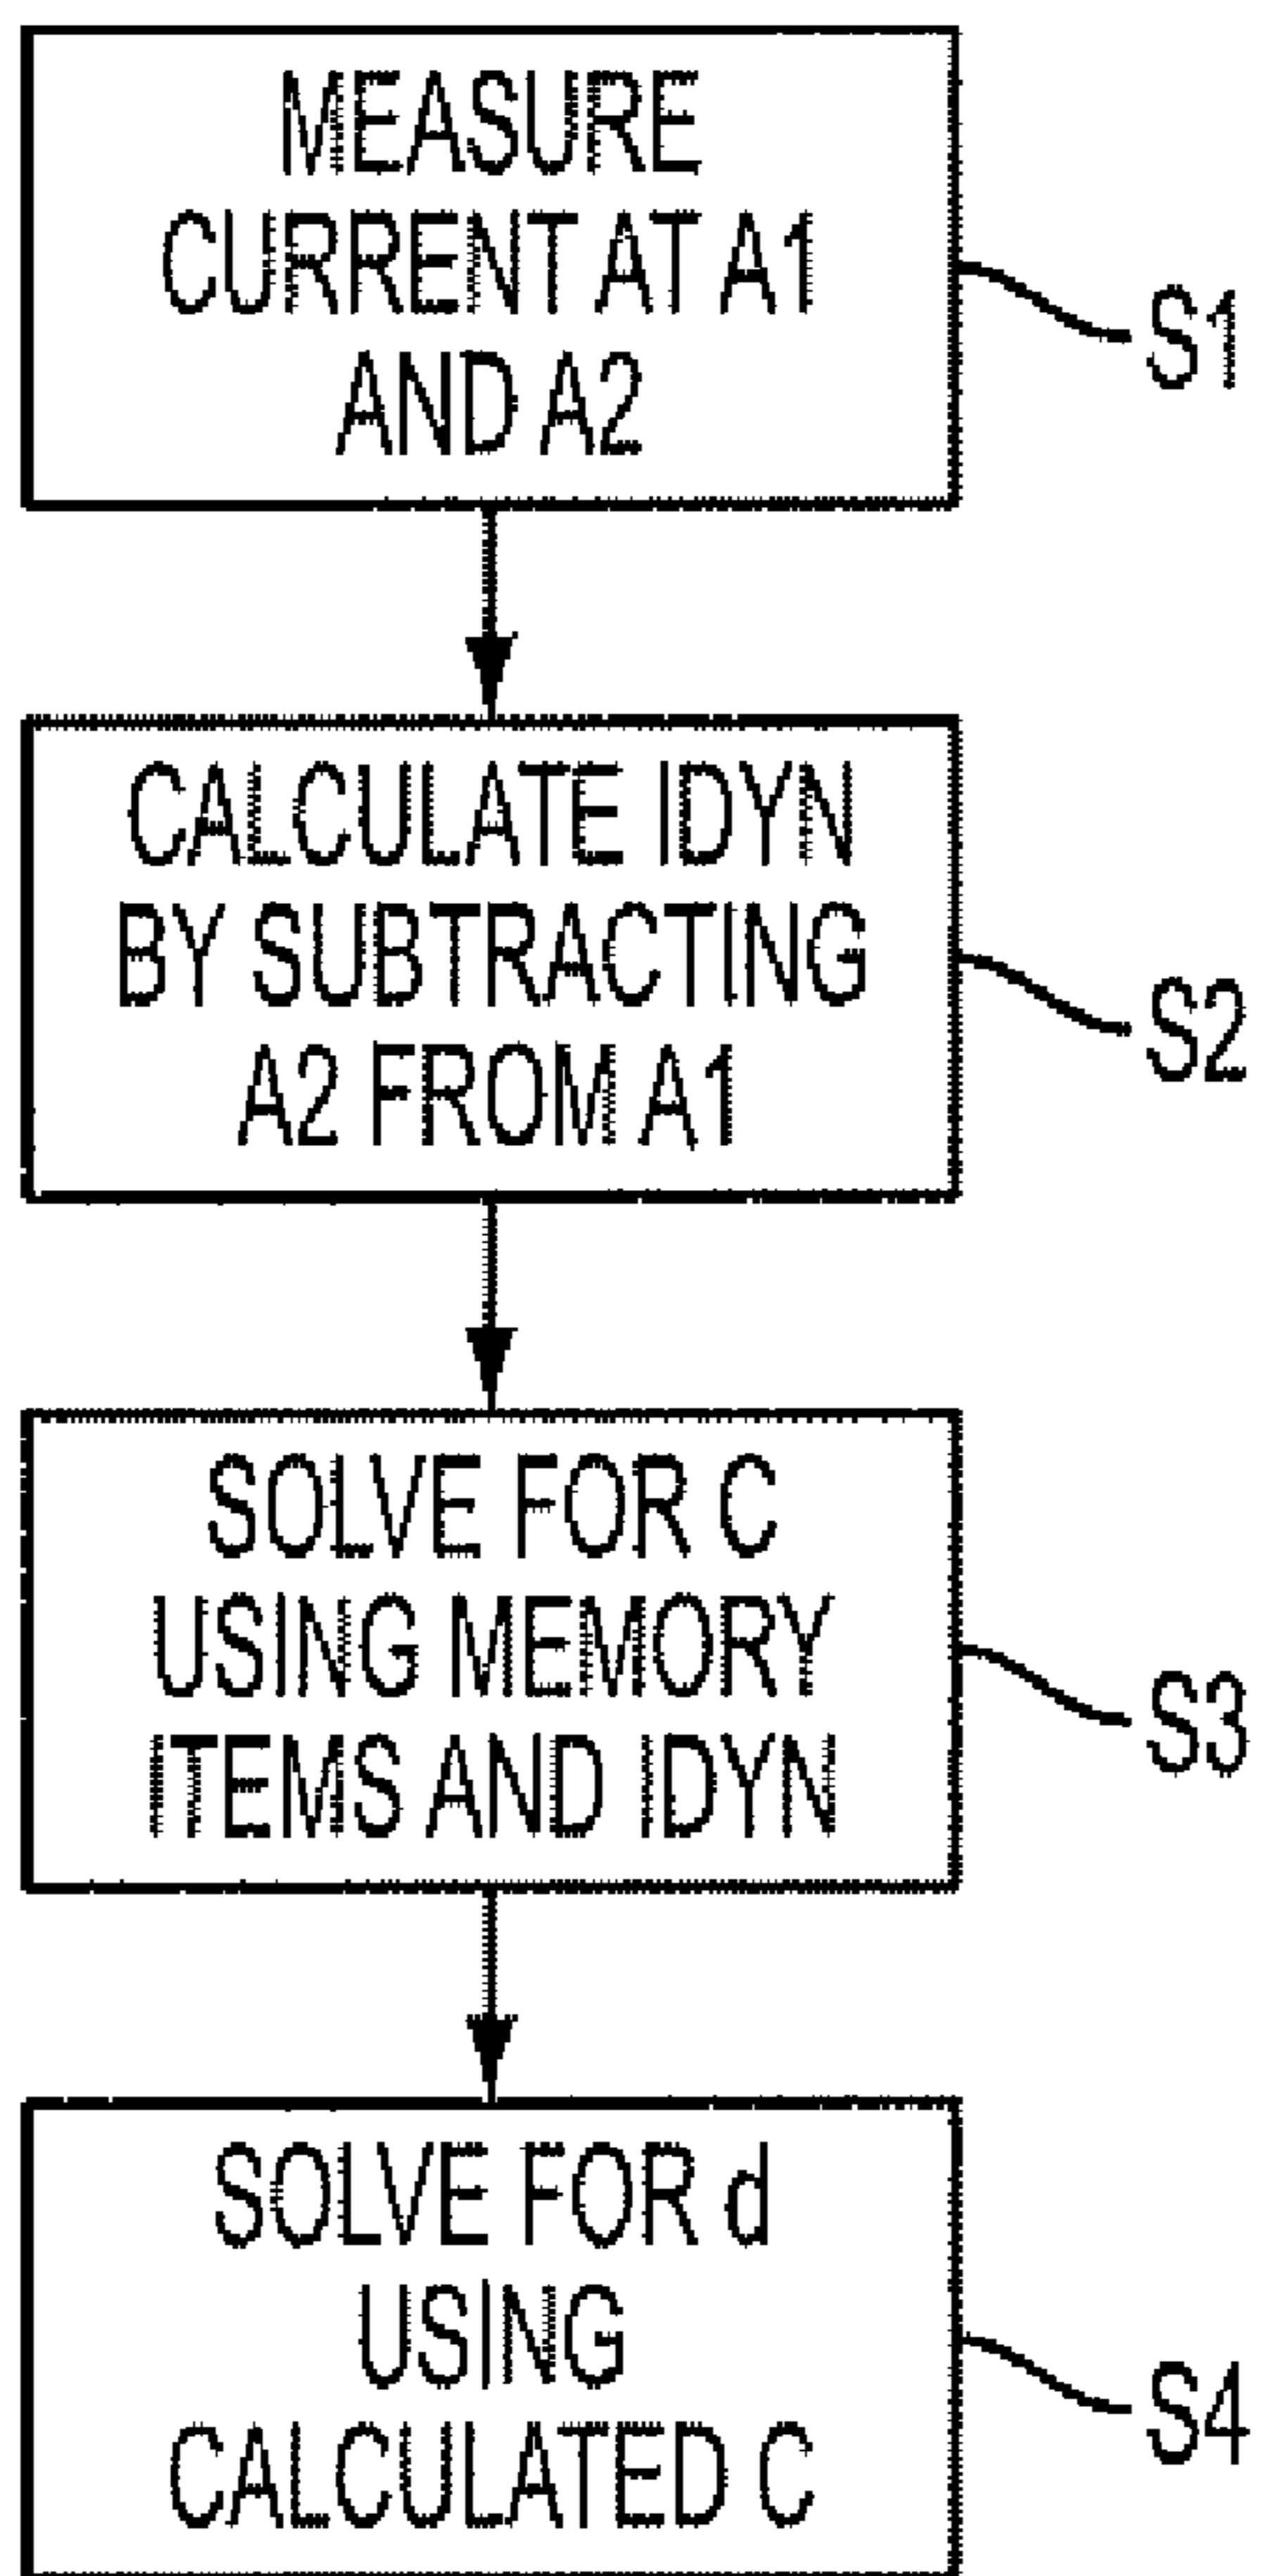 MEASURE
CURRENT AT A1
AND A2
S1
CALCULATE IDYN
BY SUBTRACTING
A2 FROM A1
S2
SOLVE FOR C
USING MEMORY
ITEMS AND IDYN
S3
SOLVE FOR d
USING
CALCULATED C
S4